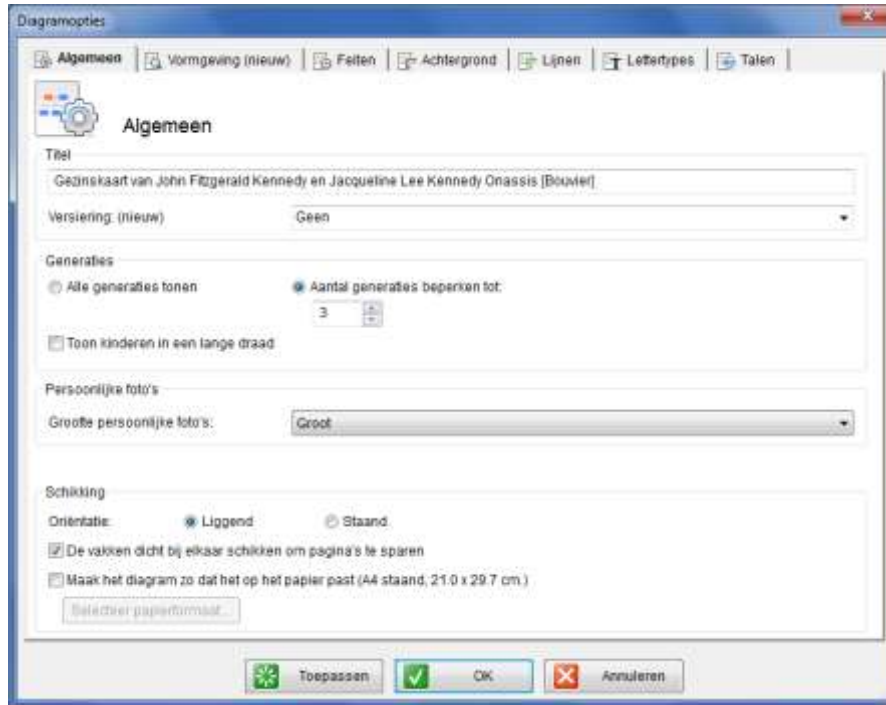 Diagramopties
Algemeen Vormgeving (nieuw) Feiten Achtergrond Lijnen Lettertypes Talen
Algemeen
Titel
Gezinskaart van John Fitzgerald Kennedy en Jacqueline Lee Kennedy Onassis [Bouvier]
Versiering: (nieuw) Geen
Generaties
Alle generaties tonen Aantal generaties beperken tot:
3
Toon kinderen in een lange draad
Persoonlijke foto's
Grootte persoonlijke foto's: Groot
Schikking
Oriëntatie: Liggend Staand
De vakken dicht bij elkaar schikken om pagina's te sparen
Maak het diagram zo dat het op het papier past (A4 staand, 21.0 x 29.7 cm.)
Selecteer papierformaat...
Toepassen OK Annuleren